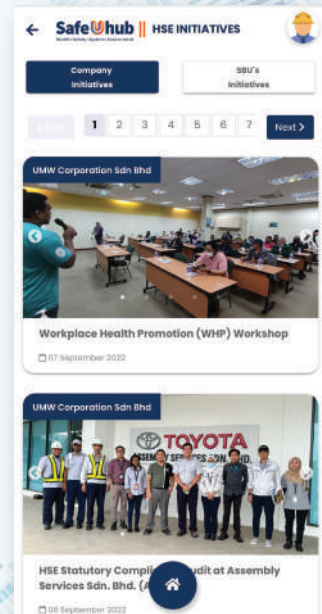 SafeUhub || HSE INITIATIVES
Company
Initiatives
SBU's
Initiatives
1 2 3 4 5 6 7 Next >
UMW Corporation Sdn Bhd
Workplace Health Promotion (WHP) Workshop
07 September 2022
UMW Corporation Sdn Bhd
TOYOTA
HSE Statutory Compli udit at Assembly
Services Sdn. Bhd. (A
06 September 2022